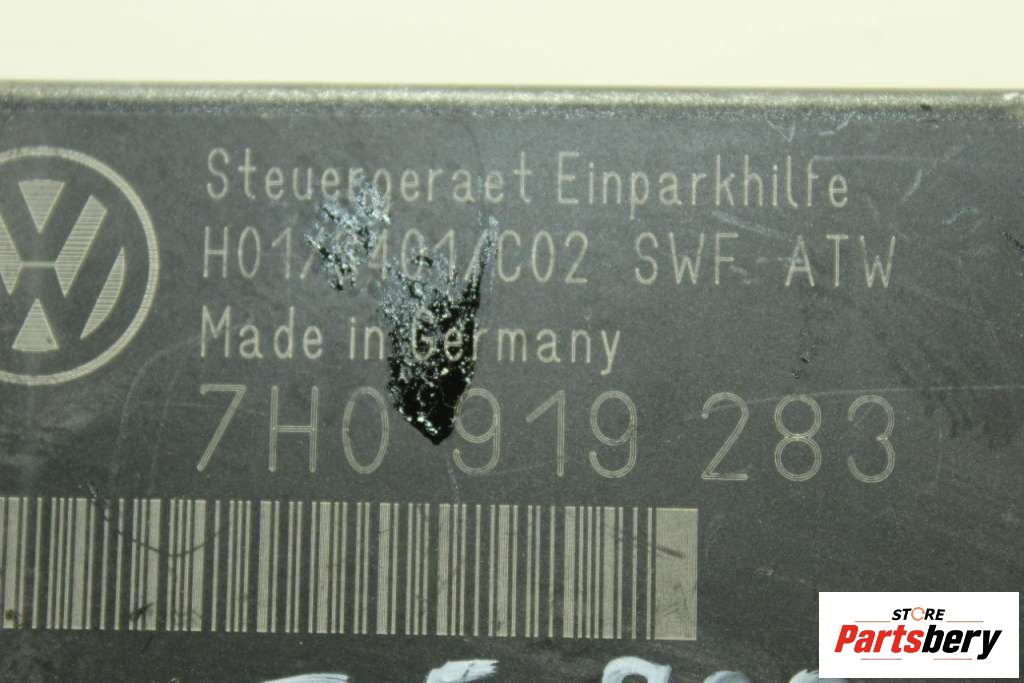 Steuergeraet Einparkhilfe
SWF ATW
Made in Germany
7H0 919 283
STORE
Partsbery